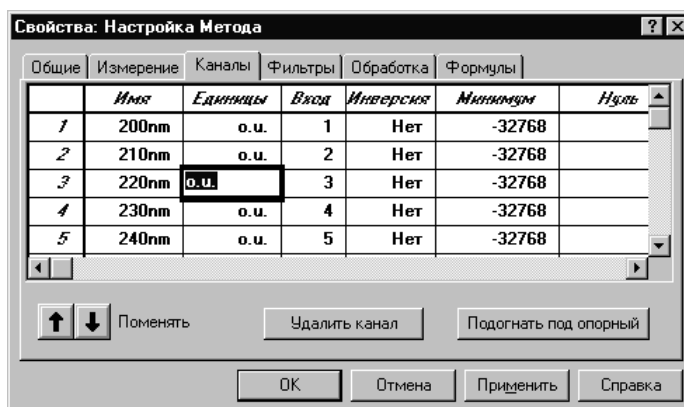 Свойства: Настройка Метода
Общие Измерение Каналы Фильтры Обработка Формулы
Имя Единицы Вход Инверсия Минимум Нуль
1 200nm o.u. 1 Нет -32768
2 210nm o.u. 2 Нет -32768
3 220nm o.u. 3 Нет -32768
4 230nm o.u. 4 Нет -32768
5 240nm o.u. 5 Нет -32768
Поменять Удалить канал Подогнать под опорный
OK Отмена Применить Справка